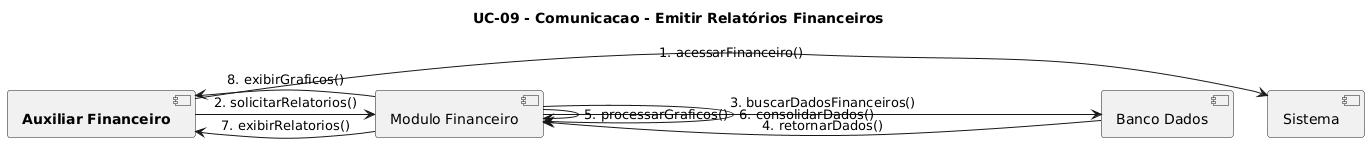 UC-09 - Comunicacao - Emitir Relatórios Financeiros
1. acessarFinanceiro()
8. exibirGraficos()
2. solicitarRelatorios()
3. buscarDadosFinanceiros()
Auxiliar Financeiro
Modulo Financeiro
5. processarGraficos()
6. consolidarDados()
Banco Dados
Sistema
7. exibirRelatorios()
4. retornarDados()